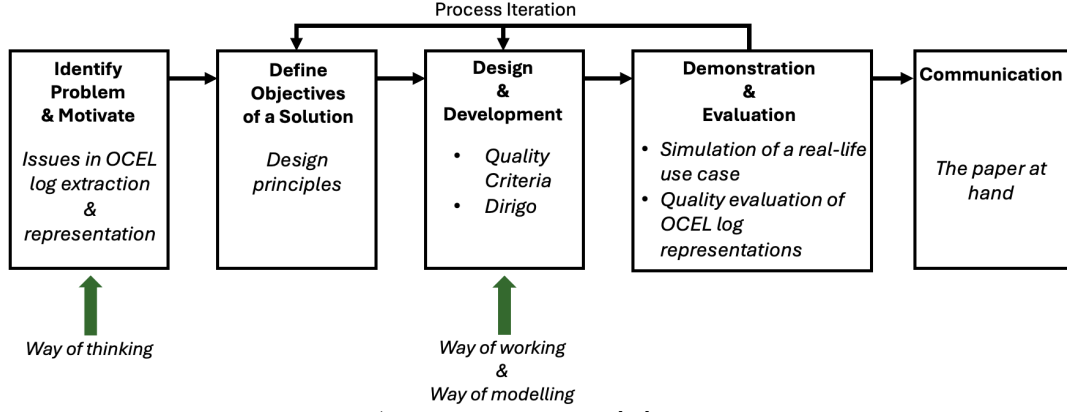 Process Iteration
Identify
Problem
& Motivate
Issues in OCEL
log extraction
&
representation
Define
Objectives
of a Solution
Design
principles
Design
&
Development
• Quality
Criteria
• Dirigo
Demonstration
&
Evaluation
• Simulation of a real-life
use case
• Quality evaluation of
OCEL log
representations
Communication
The paper at
hand
Way of thinking
Way of working
&
Way of modelling